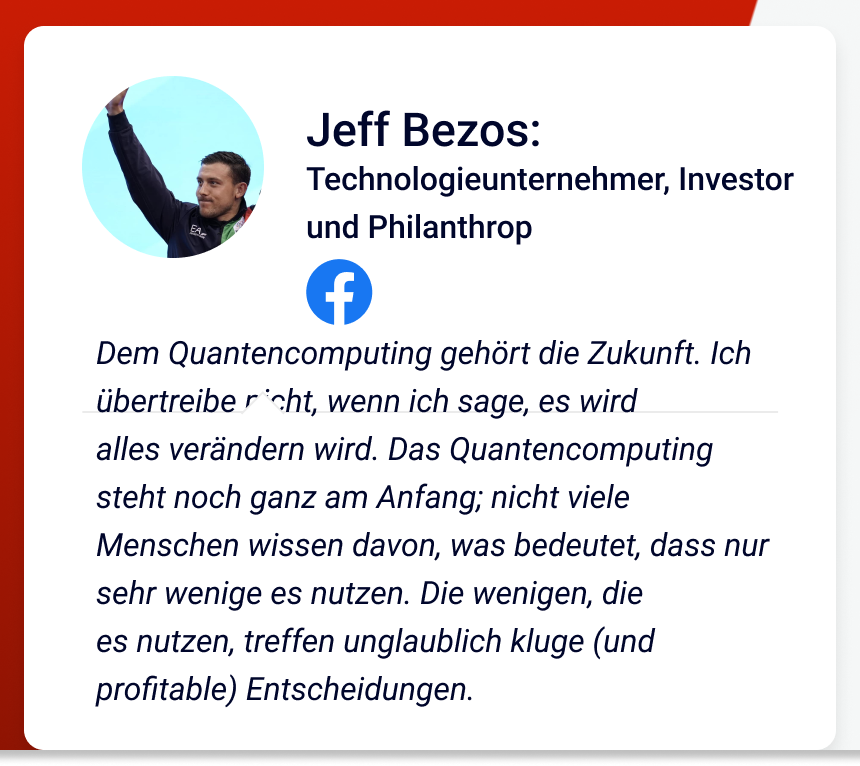 Jeff Bezos:
Technologieunternehmer, Investor
und Philanthrop
Dem Quantencomputing gehört die Zukunft. Ich
übertreibe nicht, wenn ich sage, es wird
alles verändern wird. Das Quantencomputing
steht noch ganz am Anfang; nicht viele
Menschen wissen davon, was bedeutet, dass nur
sehr wenige es nutzen. Die wenigen, die
es nutzen, treffen unglaublich kluge (und
profitable) Entscheidungen.